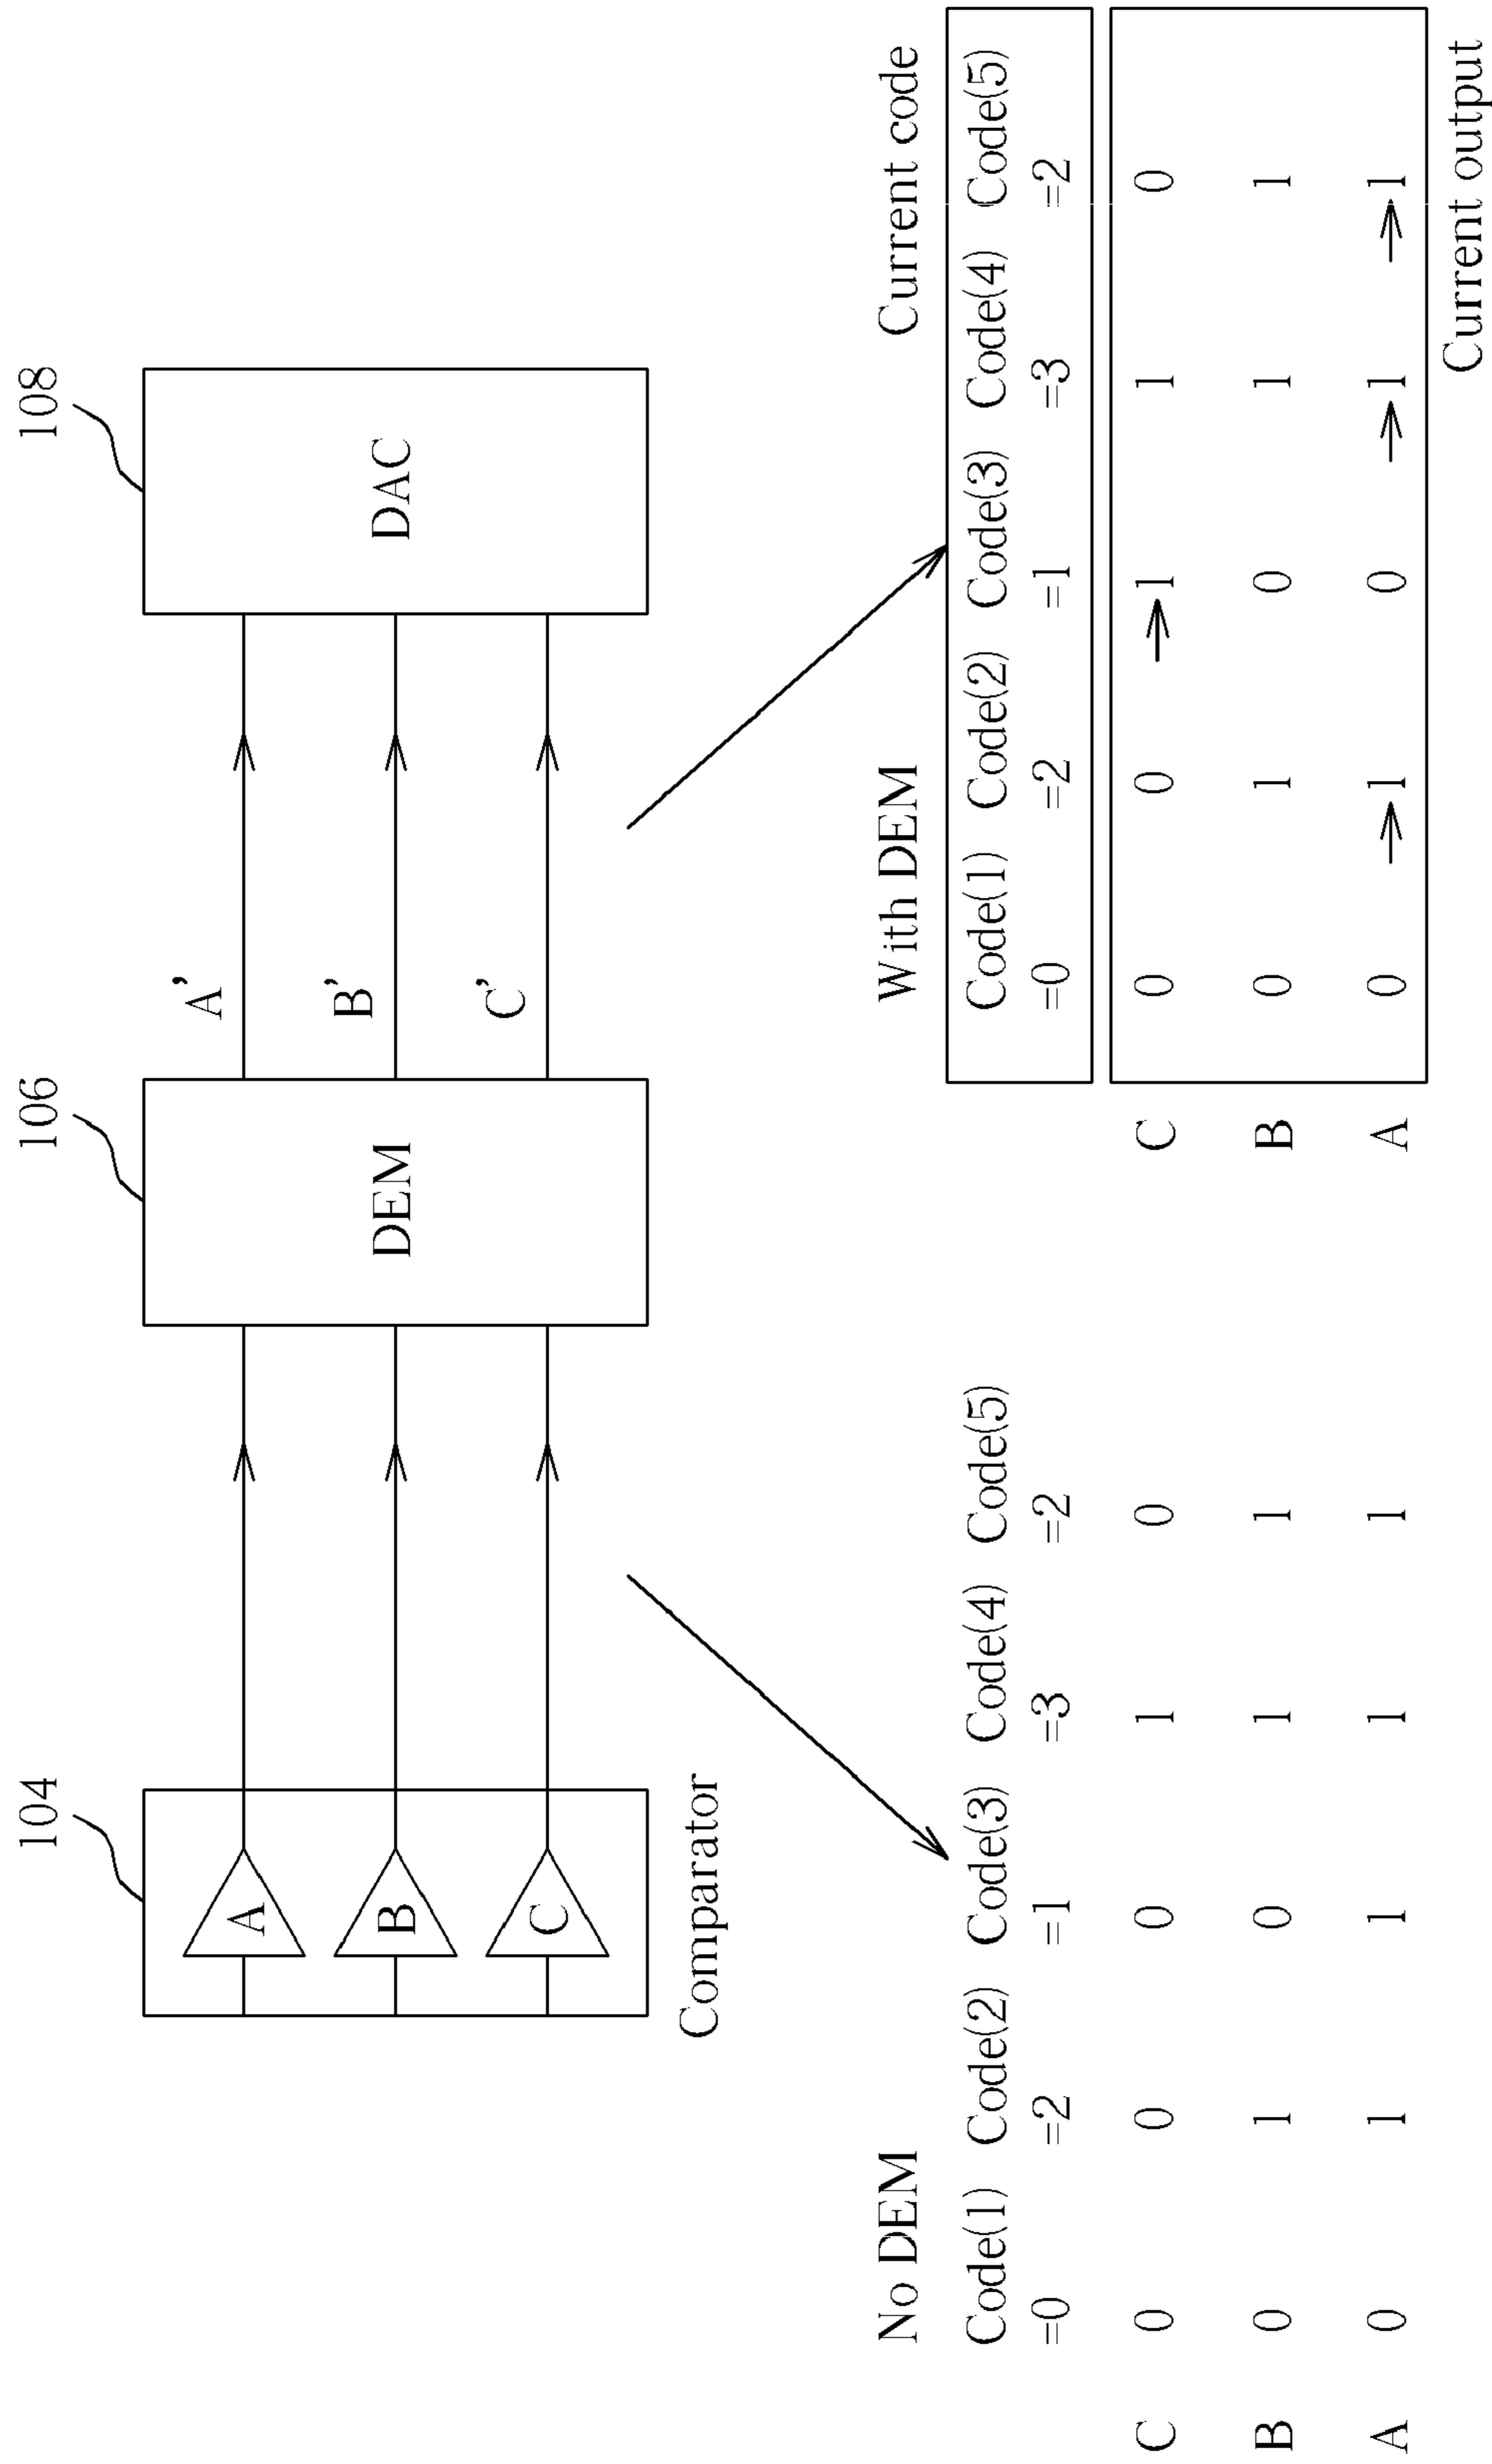 104
106
108
A
B
C
Comparator
DEM
A'
B'
C'
DAC
No DEM
Code(1) Code(2) Code(3) Code(4) Code(5)
=0 =2 =1 =3 =2
C 0 0 0 1 0
B 0 1 0 1 1
A 0 1 1 1 1
With DEM
Current code
Code(1) Code(2) Code(3) Code(4) Code(5)
=0 =2 =1 =3 =2
C 0 0 1 1 0
B 0 1 0 1 1
A 0 1 0 1 1
Current output